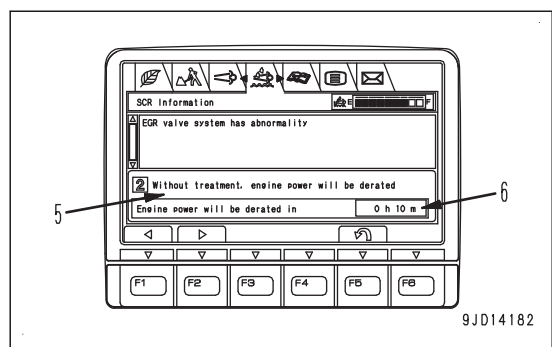 SCR Information
E F
EGR valve system has abnormality
2 Without treatment, engine power will be derated
5
Engine power will be derated in 0 h 10 m
6
F1 F2 F3 F4 F5 F6
9JD14182